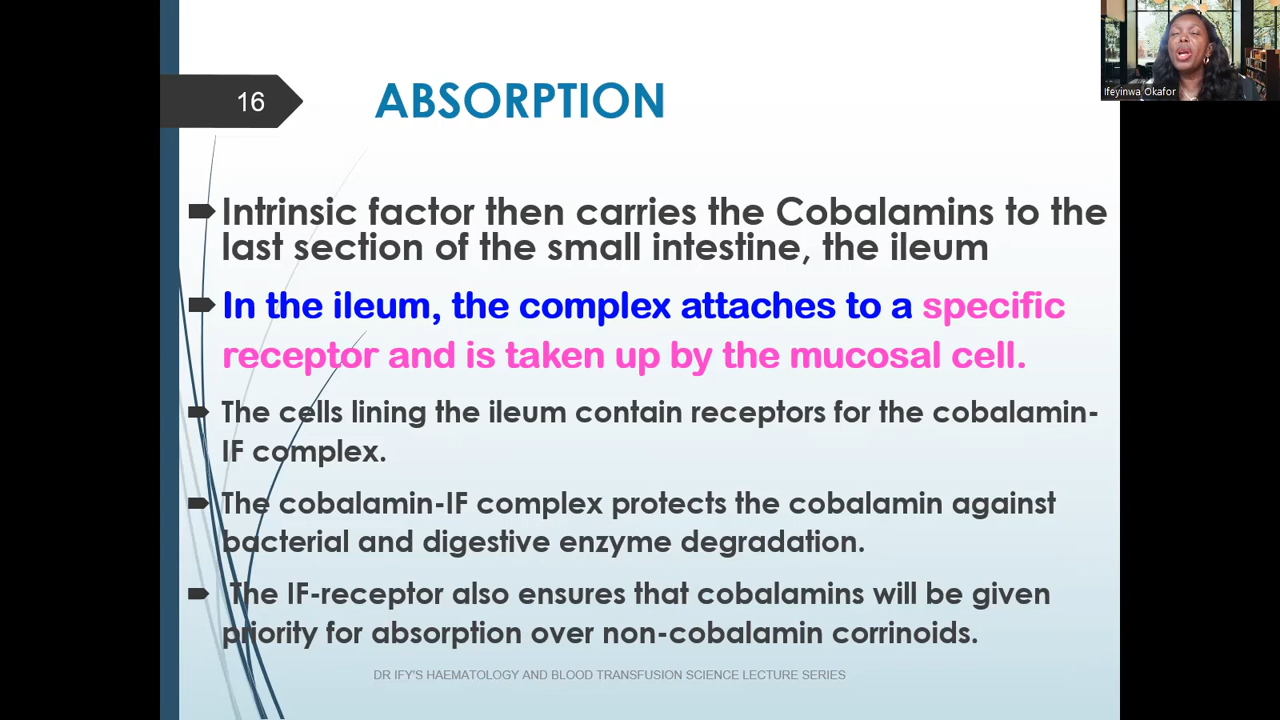 16
ABSORPTION
Ifeyinwa Okafor
Intrinsic factor then carries the Cobalamins to the
last section of the small intestine, the ileum
In the ileum, the complex attaches to a specific
receptor and is taken up by the mucosal cell.
The cells lining the ileum contain receptors for the cobalamin-
IF complex.
The cobalamin-IF complex protects the cobalamin against
bacterial and digestive enzyme degradation.
The IF-receptor also ensures that cobalamins will be given
priority for absorption over non-cobalamin corrinoids.
DR IFY'S HAEMATOLOGY AND BLOOD TRANSFUSION SCIENCE LECTURE SERIES